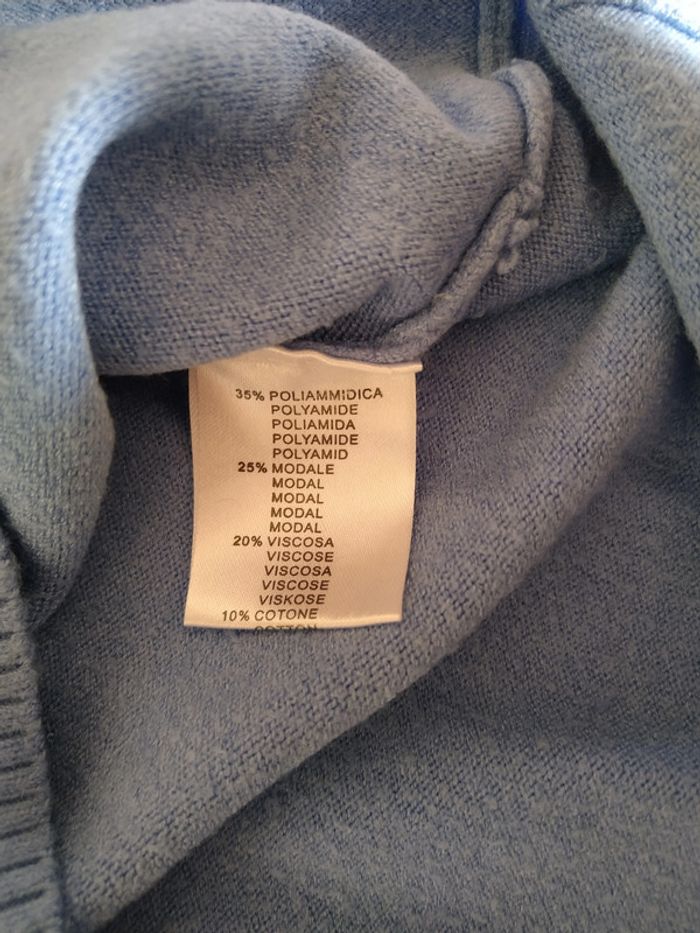 35% POLIAMMIDICA
POLYAMIDE
POLIAMIDA
POLYAMIDE
POLYAMID
25% MODALE
MODAL
MODAL
MODAL
MODAL
20% VISCOSA
VISCOSE
VISCOSA
VISCOSE
VISKOSE
10% COTONE
COTTON